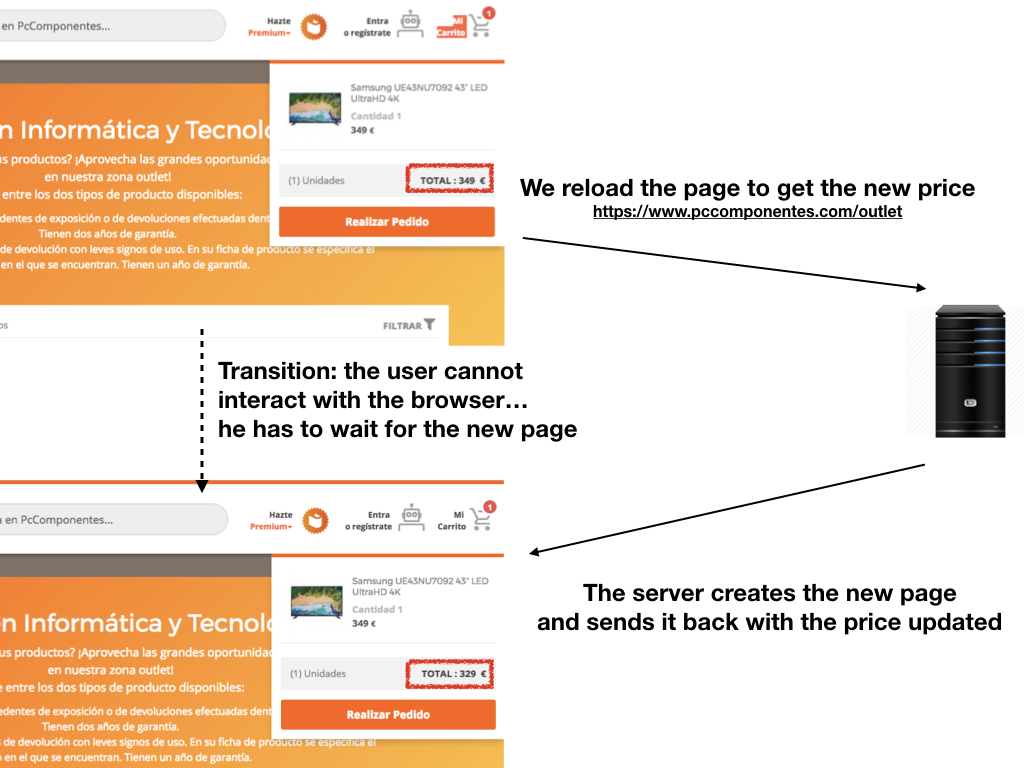 en PcComponentes...
Hazte
Premium
Entra
o regístrate
Mi
Carrito
1
Samsung UE43NU7092 43" LED
UltraHD 4K
Cantidad 1
349 €
(1) Unidades
TOTAL : 349 €
Realizar Pedido
n Informática y Tecnolo
us productos? ¡Aprovecha las grandes oportunidad
en nuestra zona outlet!
entre los dos tipos de producto disponibles:
edentes de exposición o de devoluciones efectuadas dent
Tienen dos años de garantía.
de devolución con leves signos de uso. En su ficha de producto se especifica el
en el que se encuentran. Tienen un año de garantía.
os
FILTRAR
We reload the page to get the new price
https://www.pccomponentes.com/outlet
Transition: the user cannot
interact with the browser…
he has to wait for the new page
a en PcComponentes...
Hazte
Premium
Entra
o regístrate
Mi
Carrito
1
Samsung UE43NU7092 43" LED
UltraHD 4K
Cantidad 1
349 €
(1) Unidades
TOTAL : 329 €
Realizar Pedido
en Informática y Tecnolo
us productos? ¡Aprovecha las grandes oportunidad
en nuestra zona outlet!
e entre los dos tipos de producto disponibles:
edentes de exposición o de devoluciones efectuadas dent
Tienen dos años de garantía.
s de devolución con leves signos de uso. En su ficha de producto se especifica el
o en el que se encuentran. Tienen un año de garantía.
The server creates the new page
and sends it back with the price updated